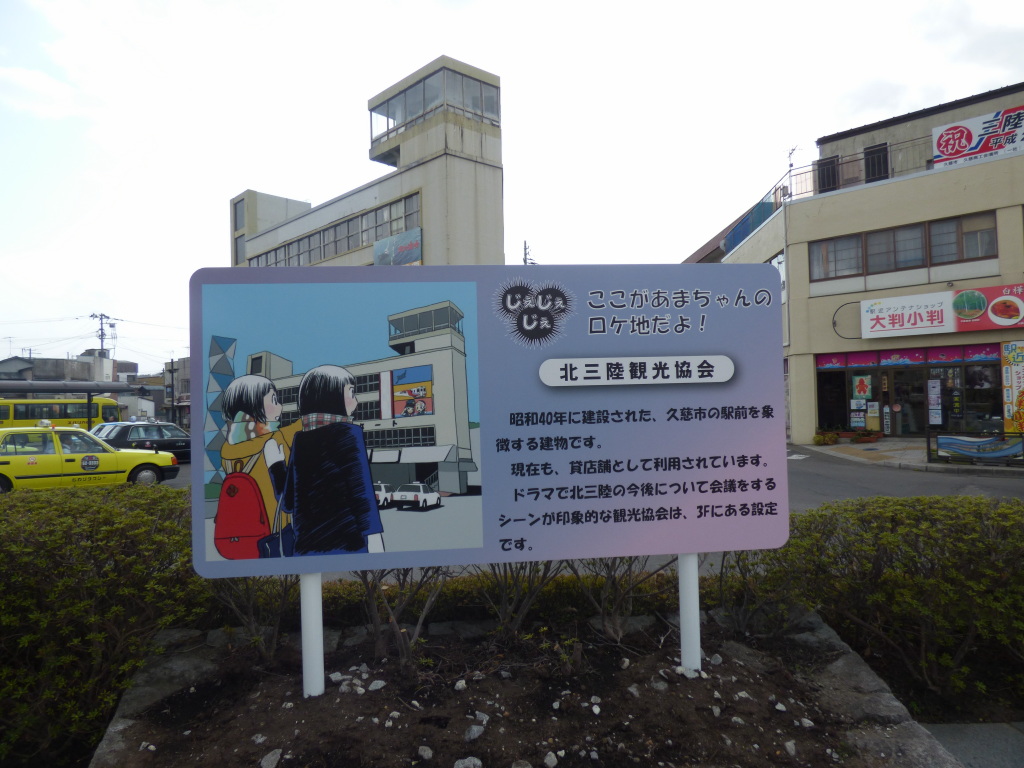 祝
三陸
平成
大判小判
じぇじぇ
じぇ
ここがあまちゃんの
ロケ地だよ！
北三陸観光協会
昭和40年に建設された、久慈市の駅前を象
徴する建物です。
現在も、貸店舗として利用されています。
ドラマで北三陸の今後について会議をする
シーンが印象的な観光協会は、3Fにある設定
です。